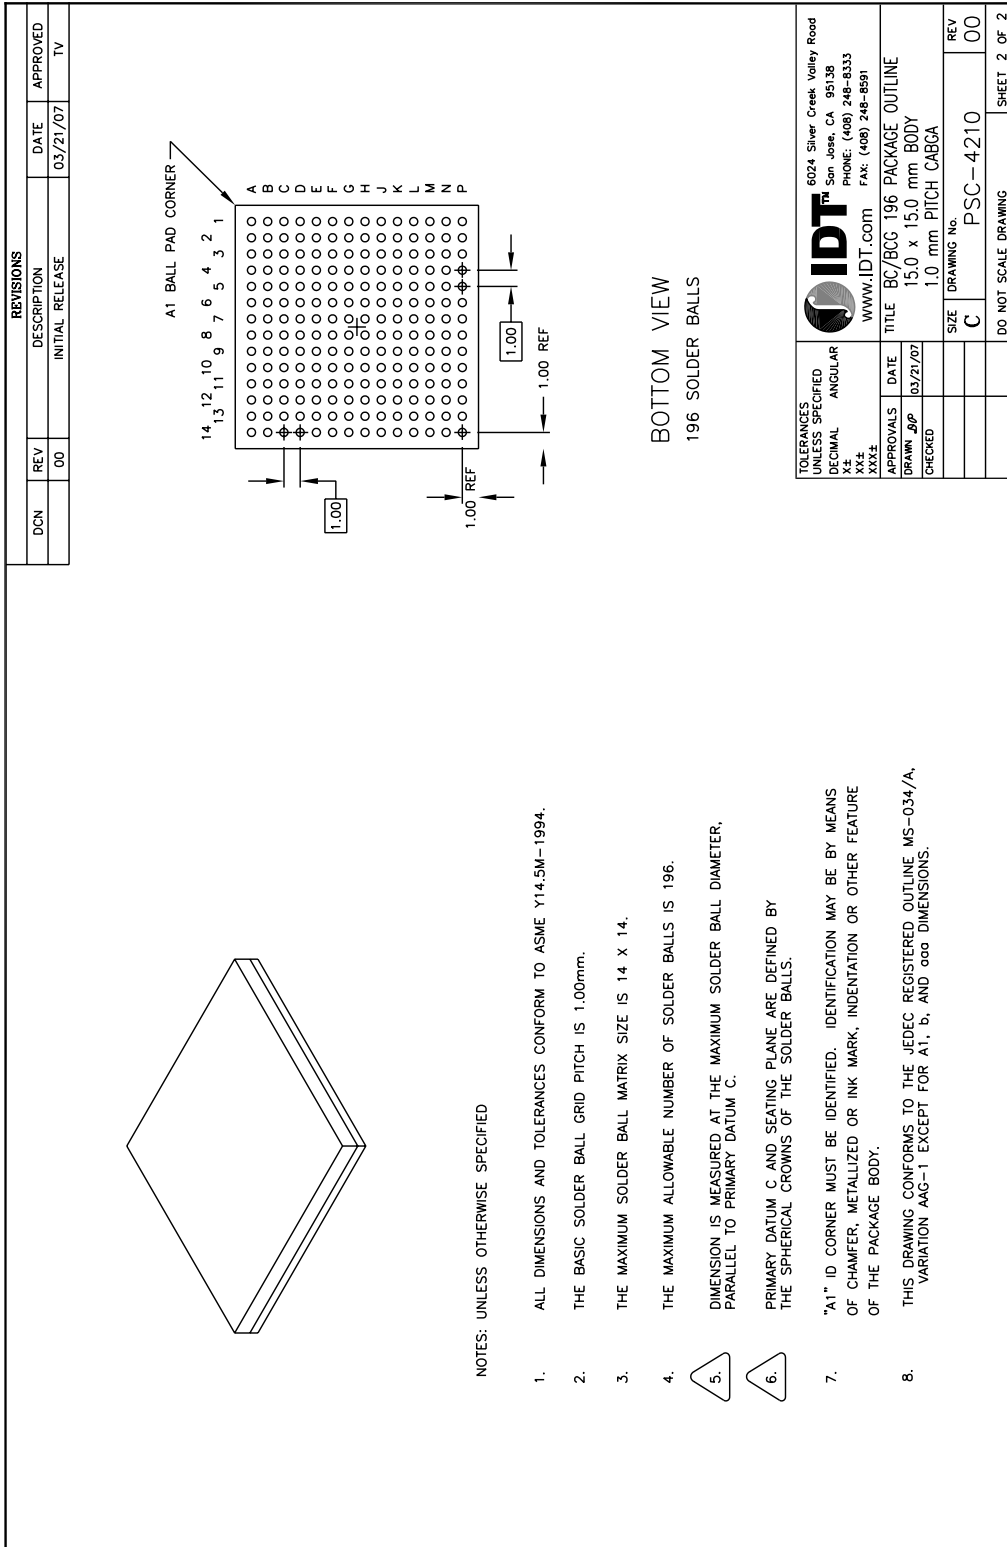 REVISIONS
DCN REV DESCRIPTION DATE APPROVED
00 INITIAL RELEASE 03/21/07 TV
A1 BALL PAD CORNER
14 13 12 11 10 9 8 7 6 5 4 3 2 1
A
B
C
D
E
F
G
H
J
K
L
M
N
P
1.00
1.00 REF
1.00
1.00 REF
BOTTOM VIEW
196 SOLDER BALLS
NOTES: UNLESS OTHERWISE SPECIFIED
1. ALL DIMENSIONS AND TOLERANCES CONFORM TO ASME Y14.5M-1994.
2. THE BASIC SOLDER BALL GRID PITCH IS 1.00mm.
3. THE MAXIMUM SOLDER BALL MATRIX SIZE IS 14 X 14.
4. THE MAXIMUM ALLOWABLE NUMBER OF SOLDER BALLS IS 196.
5. DIMENSION IS MEASURED AT THE MAXIMUM SOLDER BALL DIAMETER,
PARALLEL TO PRIMARY DATUM C.
6. PRIMARY DATUM C AND SEATING PLANE ARE DEFINED BY
THE SPHERICAL CROWNS OF THE SOLDER BALLS.
7. "A1" ID CORNER MUST BE IDENTIFIED. IDENTIFICATION MAY BE BY MEANS
OF CHAMFER, METALLIZED OR INK MARK, INDENTATION OR OTHER FEATURE
OF THE PACKAGE BODY.
8. THIS DRAWING CONFORMS TO THE JEDEC REGISTERED OUTLINE MS-034/A,
VARIATION AAG-1 EXCEPT FOR A1, b, AND aaa DIMENSIONS.
TOLERANCES
UNLESS SPECIFIED
DECIMAL ANGULAR
X±
XX±
XXX±
APPROVALS DATE
DRAWN 03/21/07
CHECKED
IDT™
www.IDT.com
6024 Silver Creek Valley Road
San Jose, CA 95138
PHONE: (408) 248-8333
FAX: (408) 248-8591
TITLE BC/BCG 196 PACKAGE OUTLINE
15.0 x 15.0 mm BODY
1.0 mm PITCH CABGA
SIZE DRAWING No. REV
C PSC-4210 00
DO NOT SCALE DRAWING SHEET 2 OF 2